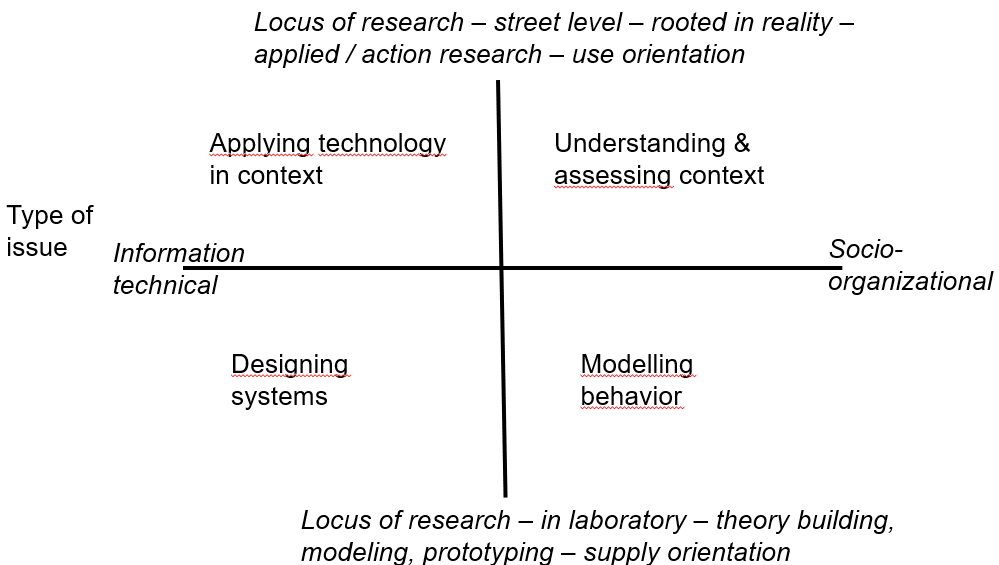 Locus of research – street level – rooted in reality –
applied / action research – use orientation
Applying technology
in context
Understanding &
assessing context
Type of
issue
Information
technical
Socio-
organizational
Designing
systems
Modelling
behavior
Locus of research – in laboratory – theory building,
modeling, prototyping – supply orientation